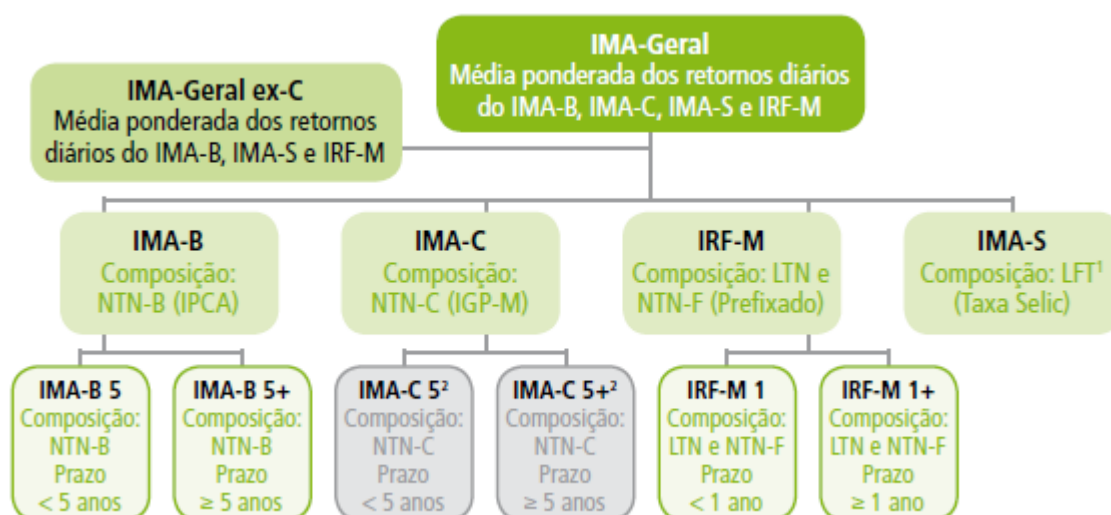 IMA-Geral
Média ponderada dos retornos diários
do IMA-B, IMA-C, IMA-S e IRF-M
IMA-Geral ex-C
Média ponderada dos retornos
diários do IMA-B, IMA-S e IRF-M
IMA-B
Composição:
NTN-B (IPCA)
IMA-C
Composição:
NTN-C (IGP-M)
IRF-M
Composição: LTN e
NTN-F (Prefixado)
IMA-S
Composição: LFT¹
(Taxa Selic)
IMA-B 5
Composição:
NTN-B
Prazo
< 5 anos
IMA-B 5+
Composição:
NTN-B
Prazo
≥ 5 anos
IMA-C 5²
Composição:
NTN-C
Prazo
< 5 anos
IMA-C 5+²
Composição:
NTN-C
Prazo
≥ 5 anos
IRF-M 1
Composição:
LTN e NTN-F
Prazo
< 1 ano
IRF-M 1+
Composição:
LTN e NTN-F
Prazo
≥ 1 ano